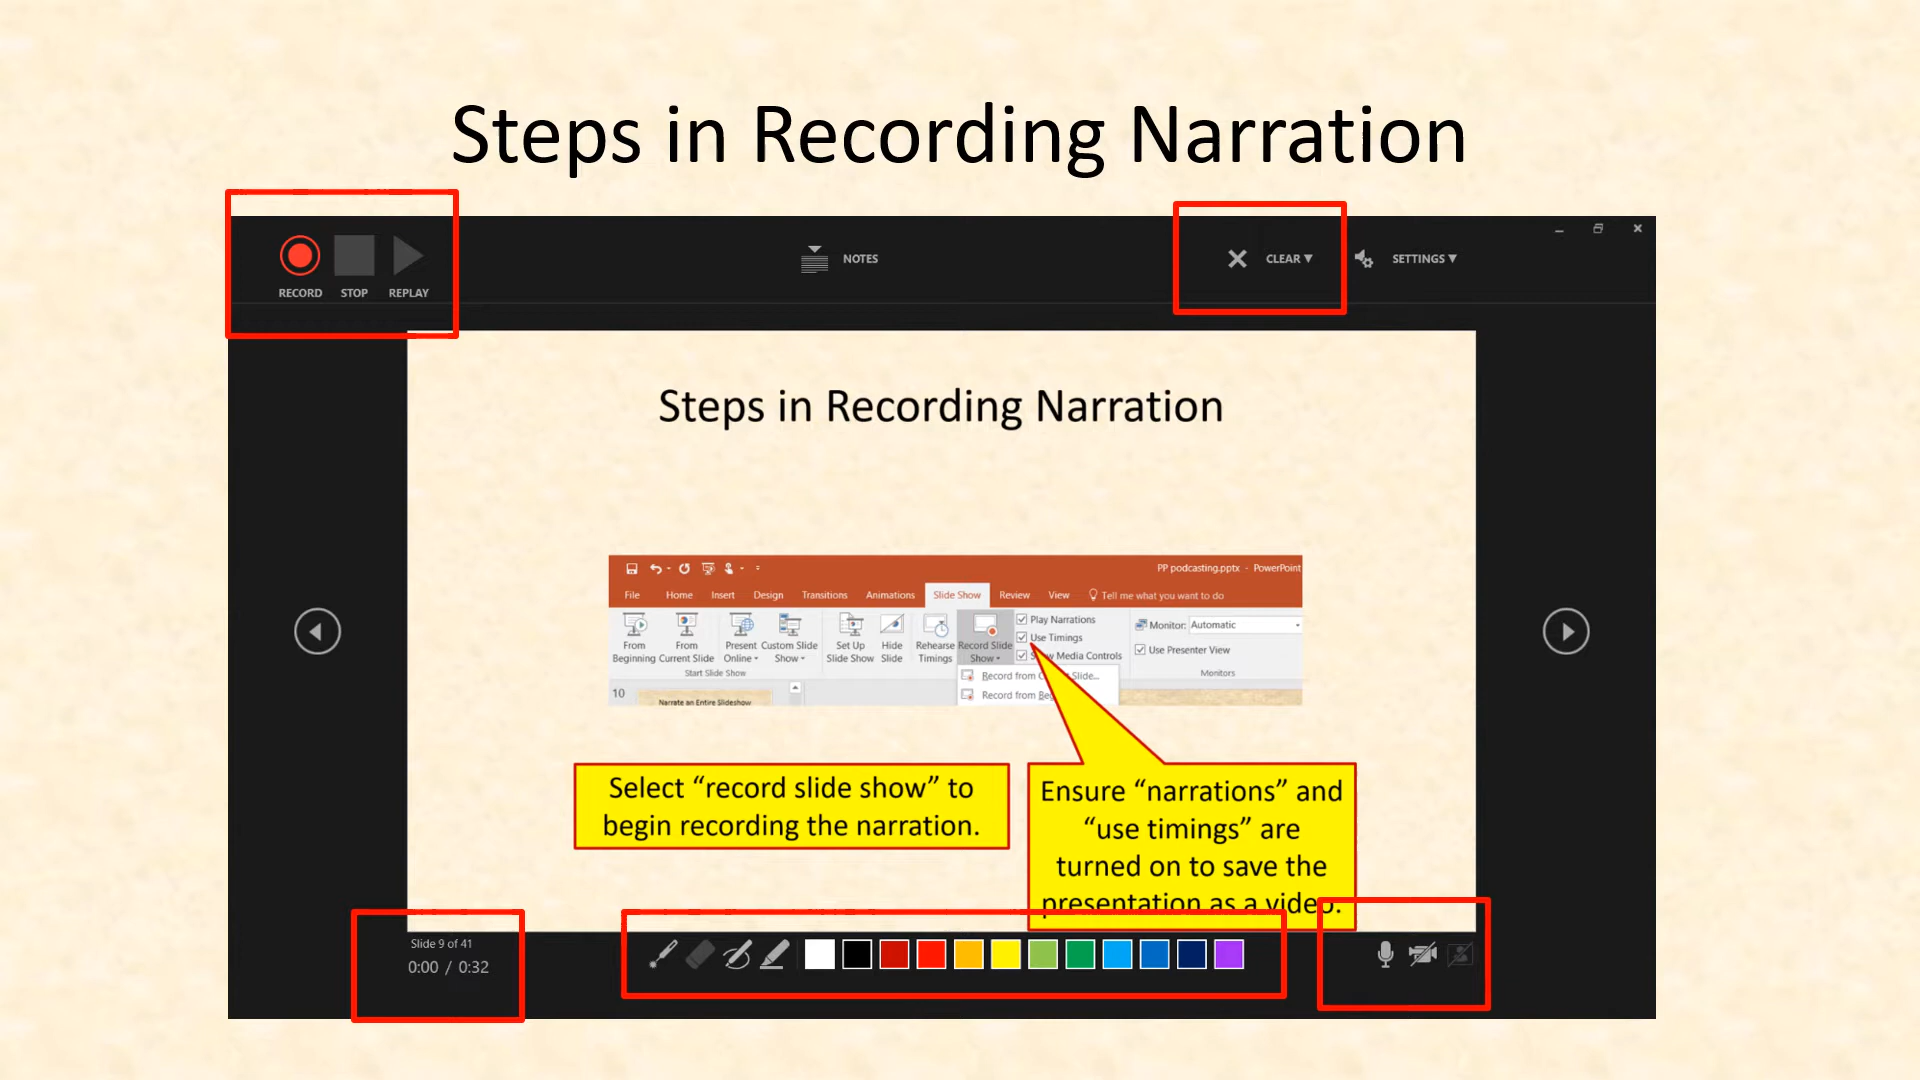 Steps in Recording Narration
RECORD STOP REPLAY
NOTES
CLEAR▼
SETTINGS▼
Steps in Recording Narration
PP podcasting.pptx - PowerPoint
File Home Insert Design Transitions Animations Slide Show Review View Tell me what you want to do
From Beginning
From Current Slide
Present Online
Custom Slide Show
Set Up Slide Show
Hide Slide
Rehearse Timings
Record Slide Show
Play Narrations
Use Timings
Media Controls
Monitor: Automatic
Use Presenter View
Start Slide Show
Monitors
Record from Slide...
Record from
10
Narrate an Entire Slideshow
Select “record slide show” to
begin recording the narration.
Ensure “narrations” and
“use timings” are
turned on to save the
presentation as a video.
Slide 9 of 41
0:00 / 0:32